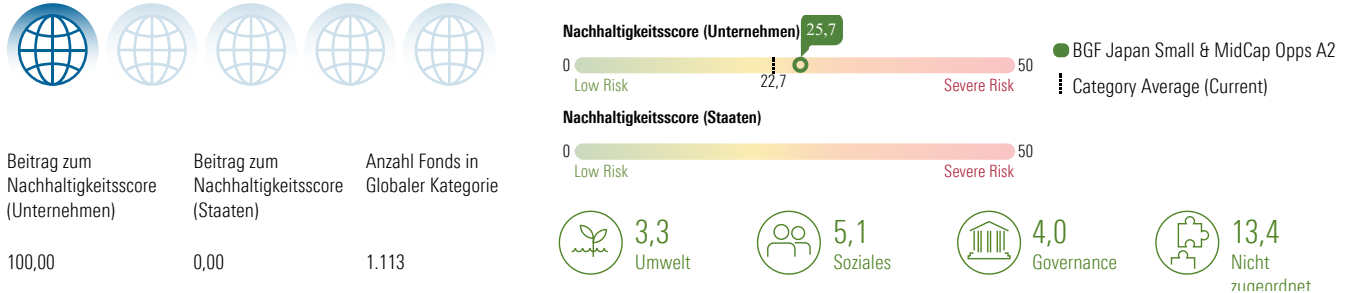 Beitrag zum
Nachhaltigkeitsscore
(Unternehmen)
100,00
Beitrag zum
Nachhaltigkeitsscore
(Staaten)
0,00
Anzahl Fonds in
Globaler Kategorie
1.113
Nachhaltigkeitsscore (Unternehmen)
25,7
0
50
22,7
Low Risk
Severe Risk
Nachhaltigkeitsscore (Staaten)
0
50
Low Risk
Severe Risk
BGF Japan Small & MidCap Opps A2
Category Average (Current)
3,3
Umwelt
5,1
Soziales
4,0
Governance
13,4
Nicht
zugeordnet